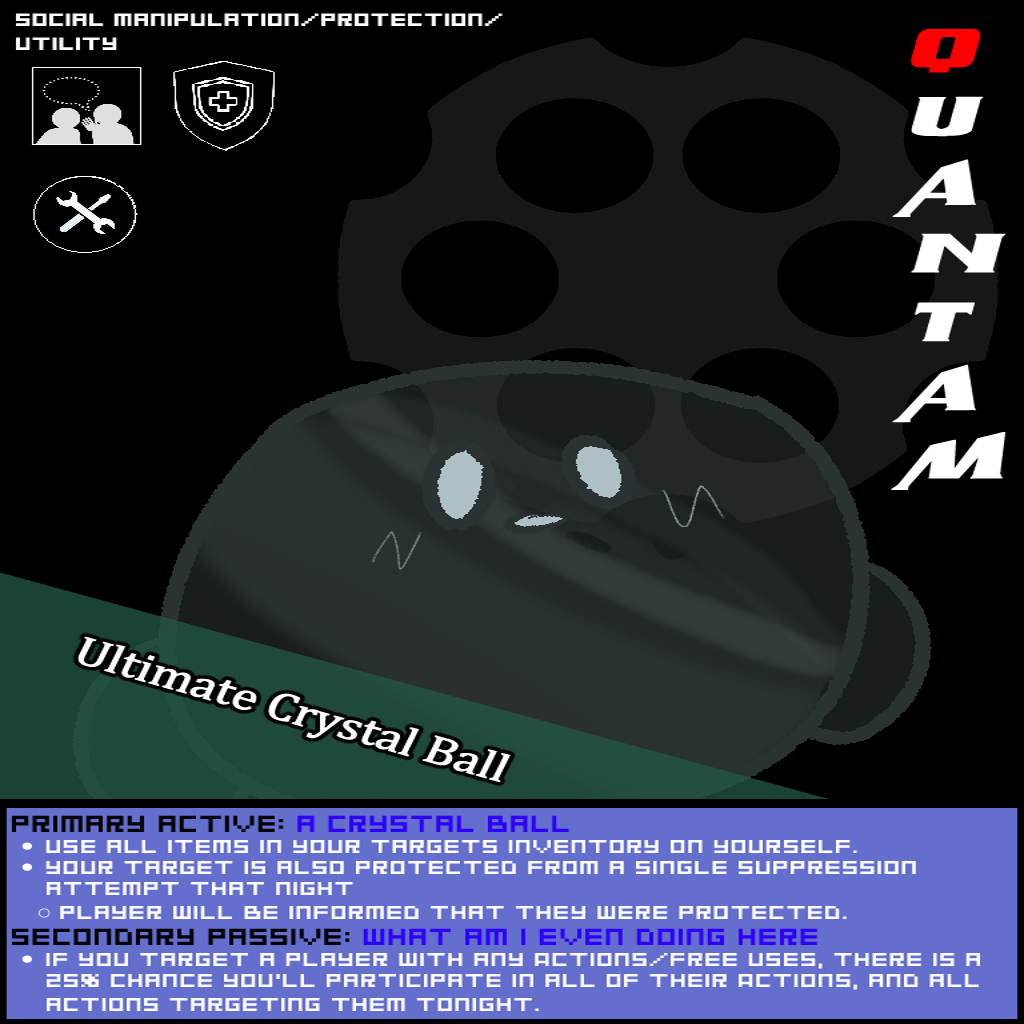 SOCIAL MANIPULATION/PROTECTION/
UTILITY
QUANTAM
Ultimate Crystal Ball
PRIMARY ACTIVE: A CRYSTAL BALL
• USE ALL ITEMS IN YOUR TARGETS INVENTORY ON YOURSELF.
• YOUR TARGET IS ALSO PROTECTED FROM A SINGLE SUPPRESSION
ATTEMPT THAT NIGHT
○ PLAYER WILL BE INFORMED THAT THEY WERE PROTECTED.
SECONDARY PASSIVE: WHAT AM I EVEN DOING HERE
• IF YOU TARGET A PLAYER WITH ANY ACTIONS/FREE USES, THERE IS A
25% CHANCE YOU'LL PARTICIPATE IN ALL OF THEIR ACTIONS, AND ALL
ACTIONS TARGETING THEM TONIGHT.